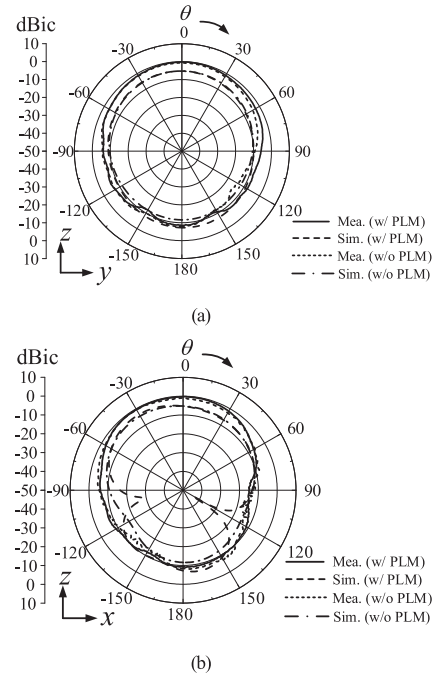 dBic θ
10 0
0 -30 30
-10
-20 -60 60
-30
-40
-50 -90 90
-40
-30
-20 -120 120
-10 z
0 -150 150
10 y 180
Mea. (w/ PLM)
Sim. (w/ PLM)
Mea. (w/o PLM)
Sim. (w/o PLM)
(a)
dBic θ
10 0
0 -30 30
-10
-20 -60 60
-30
-40
-50 -90 90
-40
-30
-20 -120 120
-10 z
0 -150 150
10 x 180
Mea. (w/ PLM)
Sim. (w/ PLM)
Mea. (w/o PLM)
Sim. (w/o PLM)
(b)